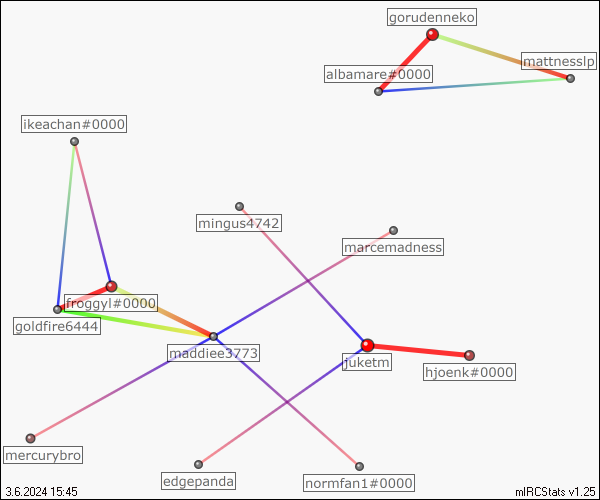 gorudenneko
mattnesslp
albamare#0000
ikeachan#0000
mingus4742
marcemadness
froggyl#0000
goldfire6444
maddiee3773
juketm
hjoenk#0000
mercurybro
edgepanda
normfan1#0000
3.6.2024 15:45
mIRCStats v1.25